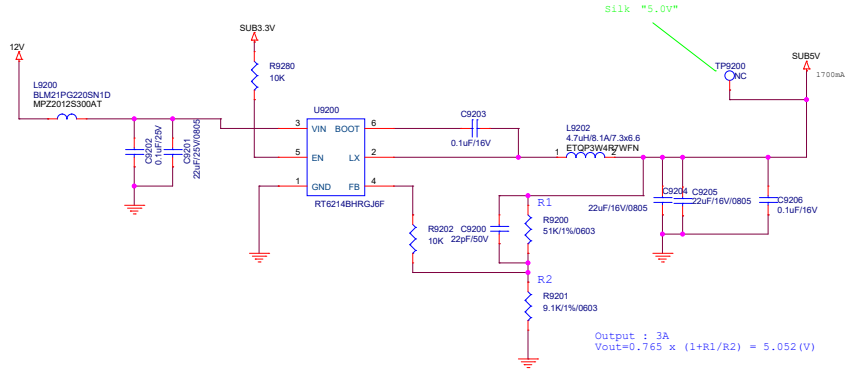 Silk "5.0V"
12V
SUB3.3V
SUB5V
TP9200
NC
1700mA
R9280
10K
L9200
BLM21PG220SN1D
MPZ2012S300AT
U9200
C9203
0.1uF/16V
L9202
4.7uH/8.1A/7.3x6.6
ETQP3W4R7WFN
1
2
3 VIN BOOT 6
5 EN LX 2
1 GND FB 4
RT6214BHRGJ6F
C9202
0.1uF/25V
C9201
22uF/25V/0805
R1
R9200
51K/1%/0603
C9200
22pF/50V
R9202
10K
C9204
22uF/16V/0805
C9205
22uF/16V/0805
C9206
0.1uF/16V
R2
R9201
9.1K/1%/0603
Output : 3A
Vout=0.765 x (1+R1/R2) = 5.052(V)